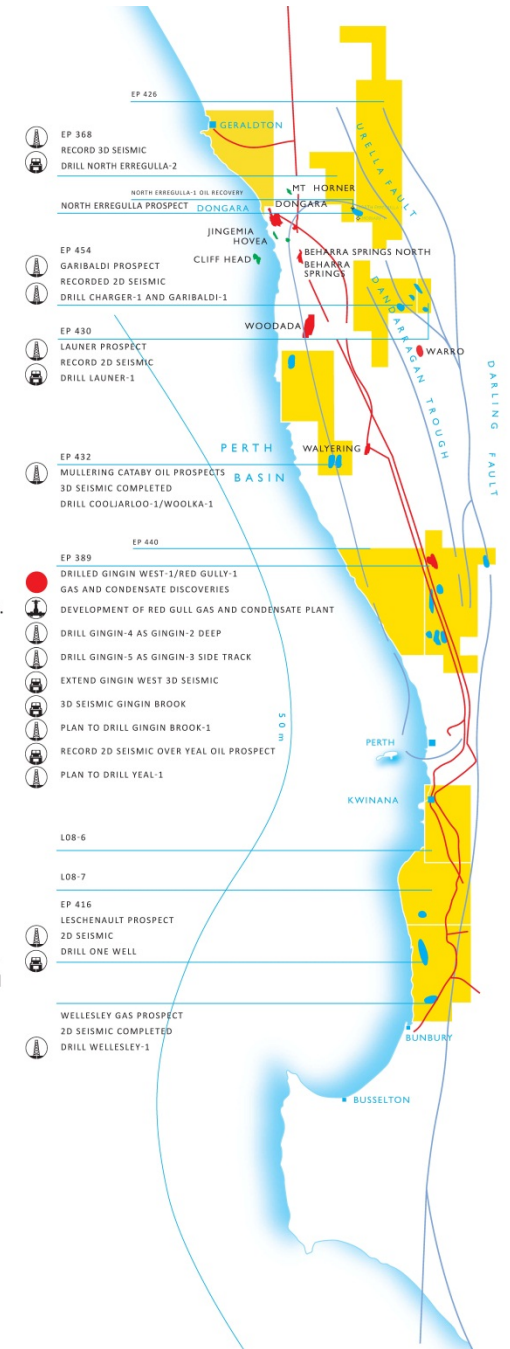 EP 426
GERALDTON
EP 368
RECORD 3D SEISMIC
DRILL NORTH ERREGULLA-2
URELLA FAULT
NORTH ERREGULLA-1 OIL RECOVERY
MT HORNER
NORTH ERREGULLA PROSPECT
DONGARA
DONGARA
JINGEMIA
HOVEA
CLIFF HEAD
BEHARRA SPRINGS NORTH
BEHARRA
SPRINGS
EP 454
GARIBALDI PROSPECT
RECORDED 2D SEISMIC
DRILL CHARGER-1 AND GARIBALDI-1
DANDARRAGAN TROUGH
WOODADA
EP 430
LAUNER PROSPECT
RECORD 2D SEISMIC
DRILL LAUNER-1
WARRO
DARLING FAULT
PERTH
BASIN
WALYERING
EP 432
MULLERING CATABY OIL PROSPECTS
3D SEISMIC COMPLETED
DRILL COOLJARLOO-1/WOOLKA-1
EP 440
EP 389
DRILLED GINGIN WEST-1/RED GULLY-1
GAS AND CONDENSATE DISCOVERIES
DEVELOPMENT OF RED GULL GAS AND CONDENSATE PLANT
DRILL GINGIN-4 AS GINGIN-2 DEEP
DRILL GINGIN-5 AS GINGIN-3 SIDE TRACK
EXTEND GINGIN WEST 3D SEISMIC
3D SEISMIC GINGIN BROOK
PLAN TO DRILL GINGIN BROOK-1
RECORD 2D SEISMIC OVER YEAL OIL PROSPECT
PLAN TO DRILL YEAL-1
50m
PERTH
KWINANA
L08-6
L08-7
EP 416
LESCHENAULT PROSPECT
2D SEISMIC
DRILL ONE WELL
WELLESLEY GAS PROSPECT
2D SEISMIC COMPLETED
DRILL WELLESLEY-1
BUNBURY
BUSSELTON